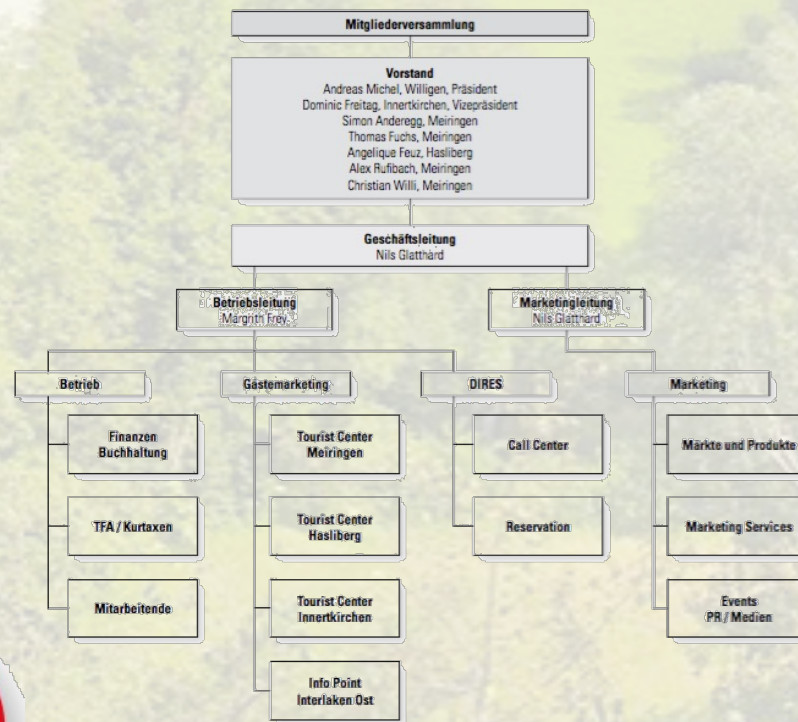 Mitgliederversammlung
Vorstand
Andreas Michel, Willigen, Präsident
Dominic Freitag, Innertkirchen, Vizepräsident
Simon Anderegg, Meiringen
Thomas Fuchs, Meiringen
Angelique Feuz, Hasliberg
Alex Rufibach, Meiringen
Christian Willi, Meiringen
Geschäftsleitung
Nils Glatthard
Betriebsleitung
Margrith Frey
Marketingleitung
Nils Glatthard
Betrieb
Gästemarketing
DIRES
Marketing
Finanzen
Buchhaltung
Tourist Center
Meiringen
Call Center
Märkte und Produkte
TFA / Kurtaxen
Tourist Center
Hasliberg
Reservation
Marketing Services
Mitarbeitende
Tourist Center
Innertkirchen
Events
PR / Medien
Info Point
Interlaken Ost